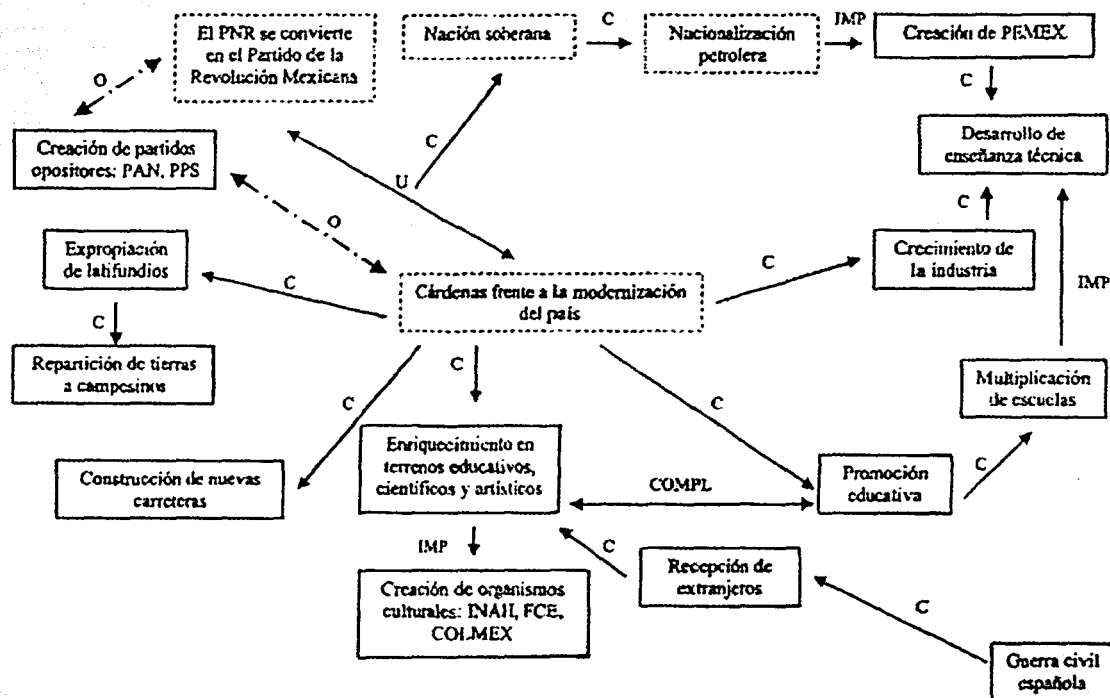 El PNR se convierte
en el Partido de la
Revolución Mexicana
Nación soberana
C
Nacionalización
petrolera
IMP
Creación de PEMEX.
O
C
C
Creación de partidos
opositores: PAN, PPS
U
Desarrollo de
enseñanza técnica
O
C
Expropiación
de latifundios
C
Cárdenas frente a la modernización
del país
C
Crecimiento de
la industria
IMP
C
Repartición de tierras
a campesinos
C
C
C
Multiplicación
de escuelas
Construcción de nuevas
carreteras
Enriquecimiento en
terrenos educativos,
científicos y artísticos
COMPL
Promoción
educativa
C
IMP
C
Recepción de
extranjeros
C
Creación de organismos
culturales: INAH, FCE,
COLMEX
Guerra civil
española